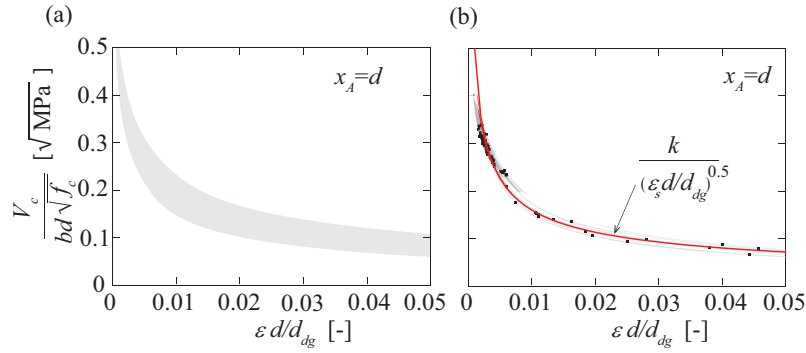 (a)
0.5
0.4
0.3
0.2
0.1
0
0 0.01 0.02 0.03 0.04 0.05
x_A=d
V_c / bd√f_c [√MPa]
ε d/d_dg [-]
(b)
x_A=d
k / (ε_s d/d_dg)^0.5
0 0.01 0.02 0.03 0.04 0.05
ε d/d_dg [-]